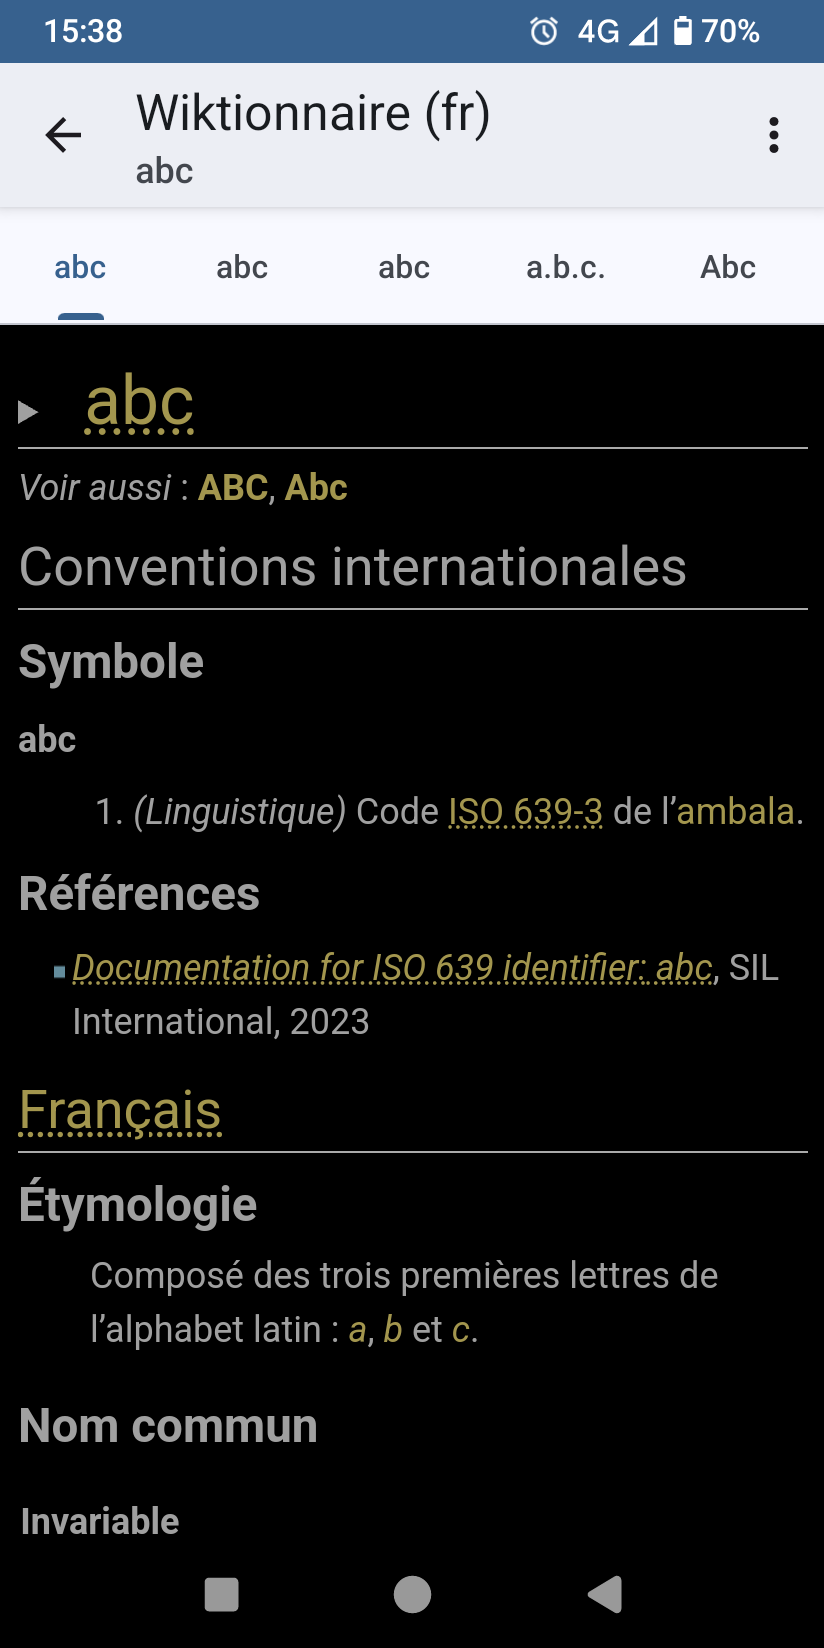 15:38 4G 70%
Wiktionnaire (fr)
abc
abc abc abc a.b.c. Abc
abc
Voir aussi : ABC, Abc
Conventions internationales
Symbole
abc
1. (Linguistique) Code ISO 639-3 de l’ambala.
Références
Documentation for ISO 639 identifier: abc, SIL
International, 2023
Français
Étymologie
Composé des trois premières lettres de
l’alphabet latin : a, b et c.
Nom commun
Invariable